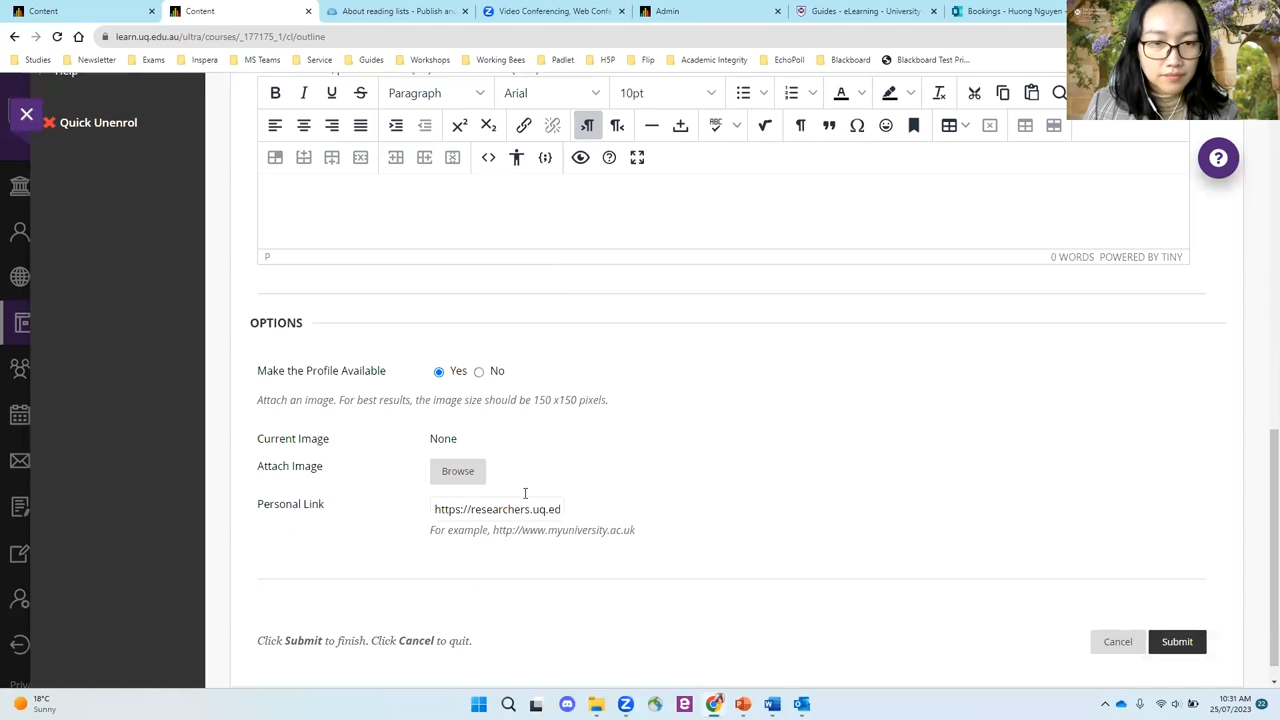 Content
Content
About reading lists - Publish and
Video Conferencing, Web Conf
Admin
Guides - eLearning - University
Bookings - Huong Nguyen
learn.uq.edu.au/ultra/courses/_177175_1/cl/outline
Studies
Newsletter
Exams
Inspera
MS Teams
Service
Guides
Workshops
Working Bees
Padlet
H5P
Flip
Academic Integrity
EchoPoll
Blackboard
Blackboard Test Pri...
Help
Quick Unenrol
Paragraph
Arial
10pt
P
0 WORDS POWERED BY TINY
OPTIONS
Make the Profile Available
Yes
No
Attach an image. For best results, the image size should be 150 x150 pixels.
Current Image
None
Attach Image
Browse
Personal Link
https://researchers.uq.ed
For example, http://www.myuniversity.ac.uk
Click Submit to finish. Click Cancel to quit.
Cancel
Submit
18°C
Sunny
10:31 AM
25/07/2023
22